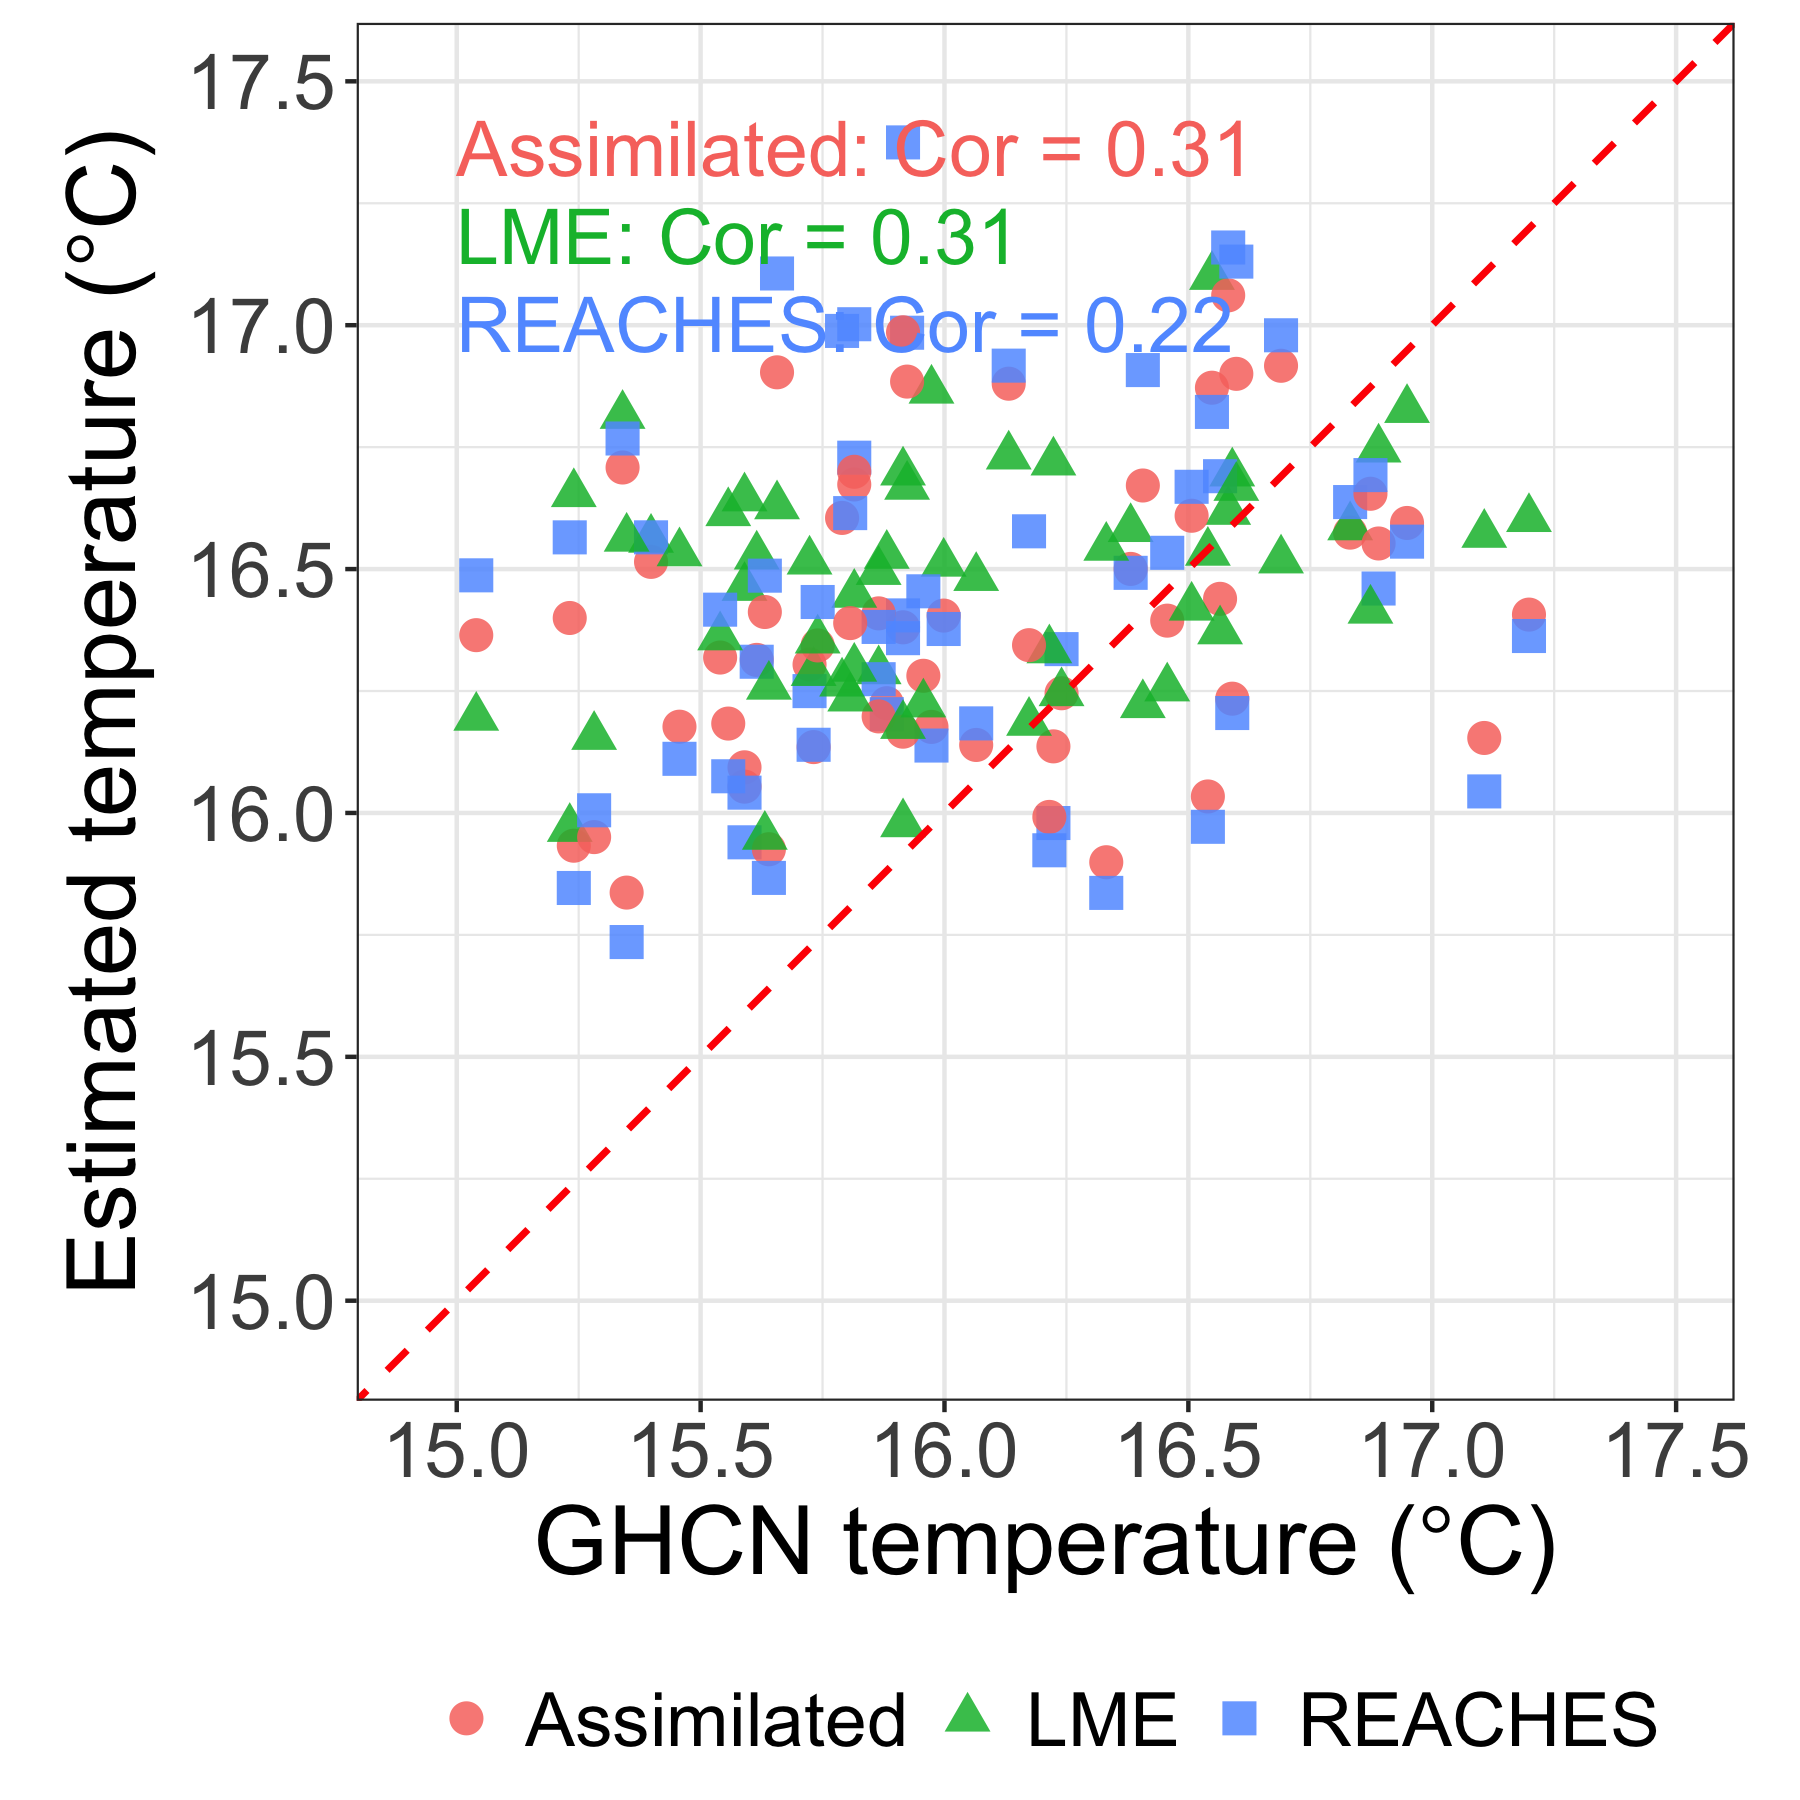 Estimated temperature (°C)
17.5
17.0
16.5
16.0
15.5
15.0
Assimilated: Cor = 0.31
LME: Cor = 0.31
REACHES: Cor = 0.22
15.0 15.5 16.0 16.5 17.0 17.5
GHCN temperature (°C)
Assimilated LME REACHES